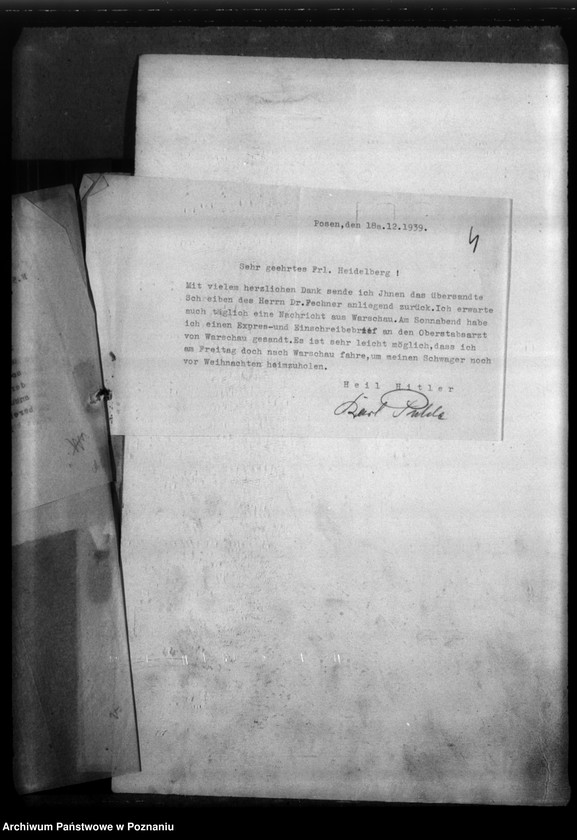 Posen,den 18.12.1939.
Sehr geehrtes Frl. Heidelberg !
Mit vielem herzlichen Dank sende ich Jhnen das übersandte
Schreiben des Herrn Dr.Fechner anliegend zurück.Ich erwarte
auch täglich eine Nachricht aus Warschau.Am Sonnabend habe
ich einen Expres-und Einschreibebrief an den Oberstabsarzt
von Warschau gesandt.Es ist sehr leicht möglich,dass ich
am Freitag doch nach Warschau fahre,um meinen Schwager noch
vor Weihnachten heimzuholen.
Heil Hitler
Karl
Archiwum Państwowe w Poznaniu